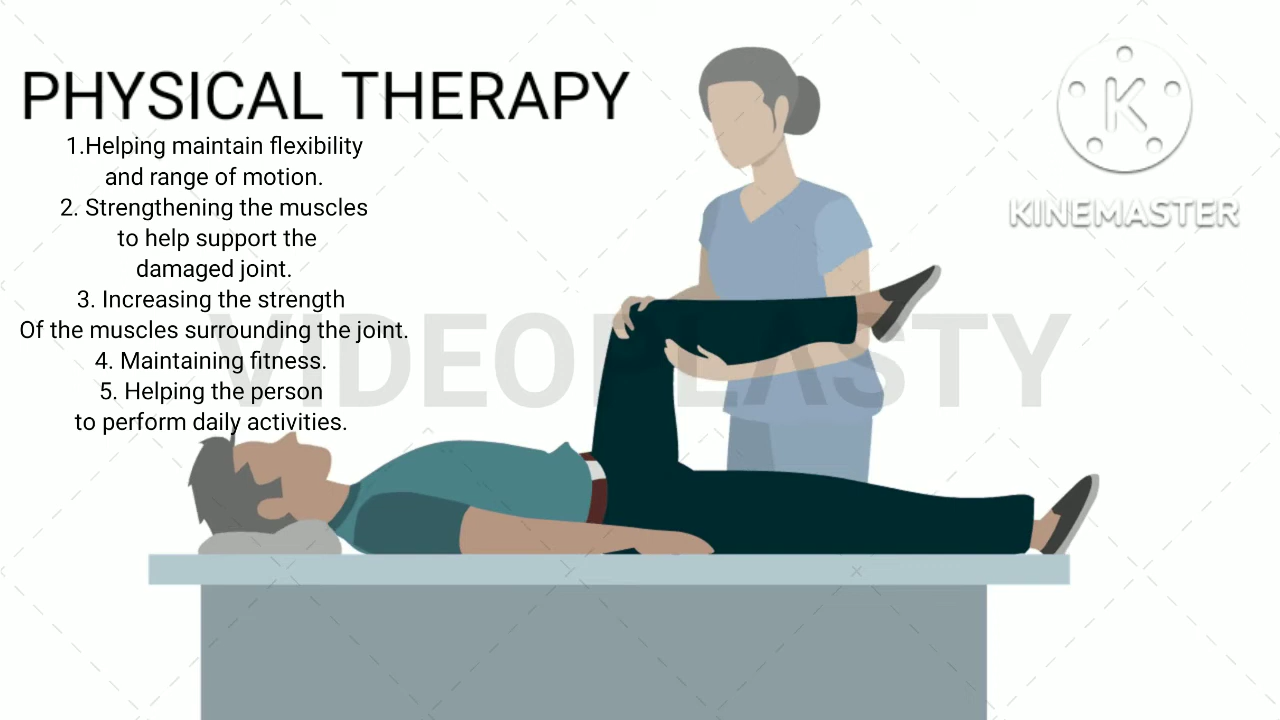 PHYSICAL THERAPY
1.Helping maintain flexibility
and range of motion.
2. Strengthening the muscles
to help support the
damaged joint.
3. Increasing the strength
Of the muscles surrounding the joint.
4. Maintaining fitness.
5. Helping the person
to perform daily activities.
K
KINEMASTER
VIDEOPLASTY